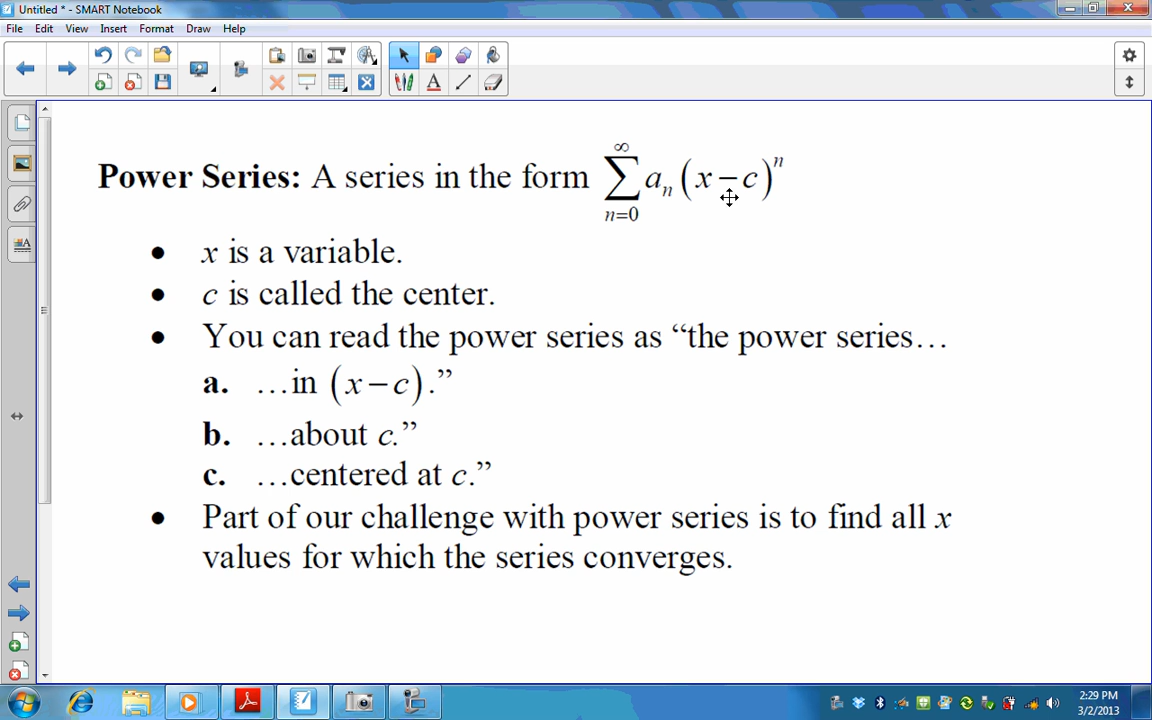 Untitled * - SMART Notebook
File Edit View Insert Format Draw Help
Power Series: A series in the form ∑ₙ₌₀^∞ aₙ(x−c)ⁿ
• x is a variable.
• c is called the center.
• You can read the power series as “the power series…
a. …in (x−c).”
b. …about c.”
c. …centered at c.”
• Part of our challenge with power series is to find all x
values for which the series converges.
2:29 PM
3/2/2013